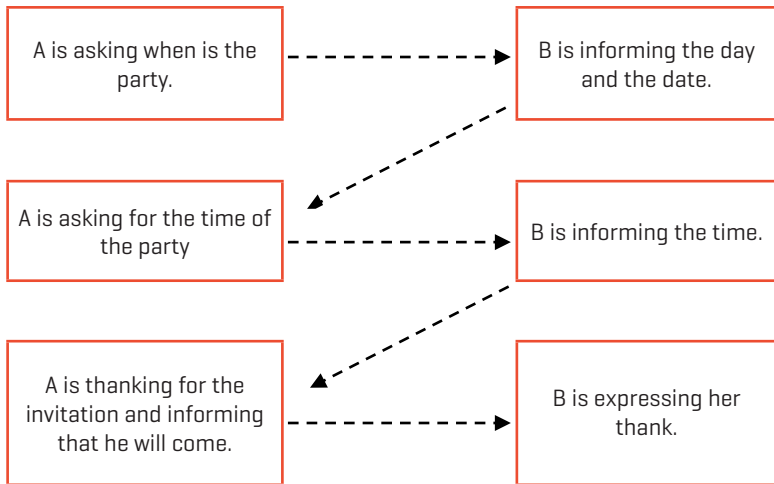 A is asking when is the
party.
B is informing the day
and the date.
A is asking for the time of
the party
B is informing the time.
A is thanking for the
invitation and informing
that he will come.
B is expressing her
thank.